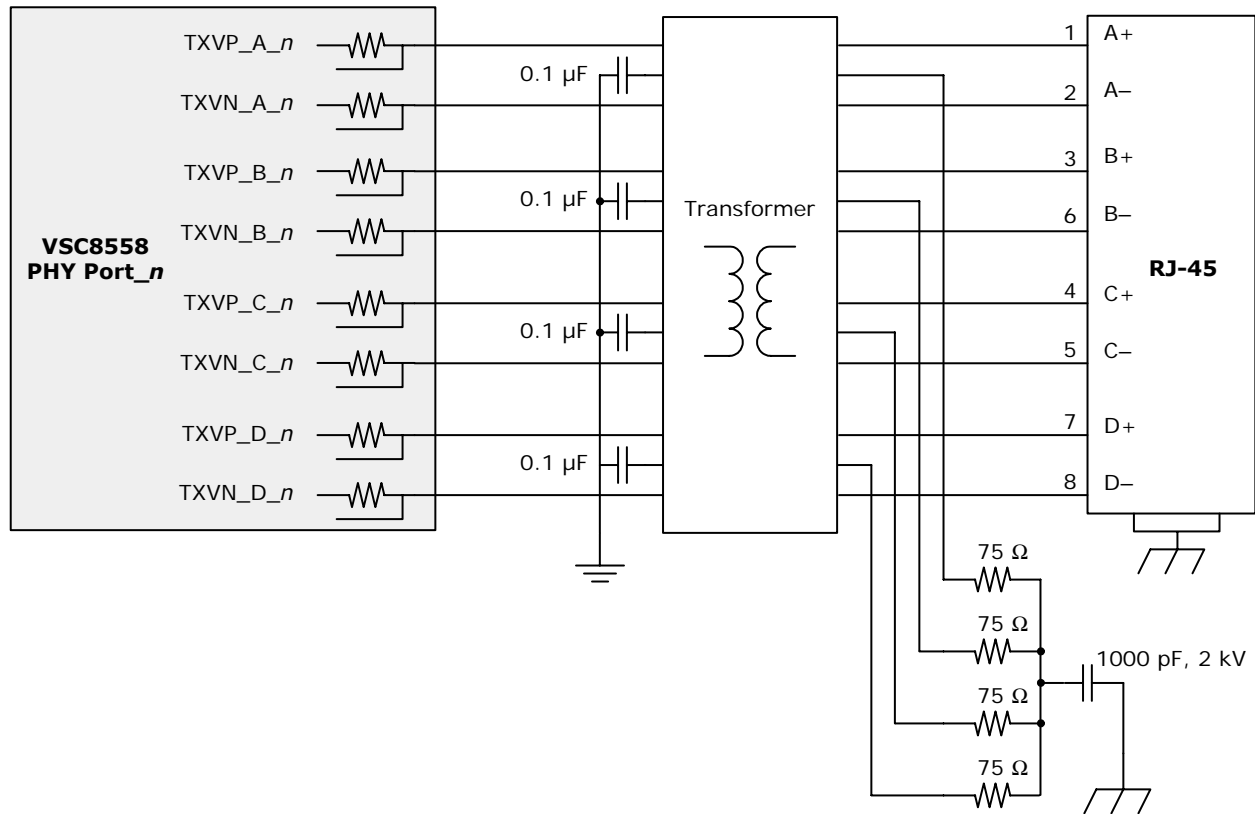 TXVP_A_n
0.1 µF
TXVN_A_n
TXVP_B_n
0.1 µF
TXVN_B_n
VSC8558
PHY Port_n
TXVP_C_n
0.1 µF
TXVN_C_n
TXVP_D_n
0.1 µF
TXVN_D_n
Transformer
1 A+
2 A−
3 B+
6 B−
RJ-45
4 C+
5 C−
7 D+
8 D−
75 Ω
75 Ω
1000 pF, 2 kV
75 Ω
75 Ω